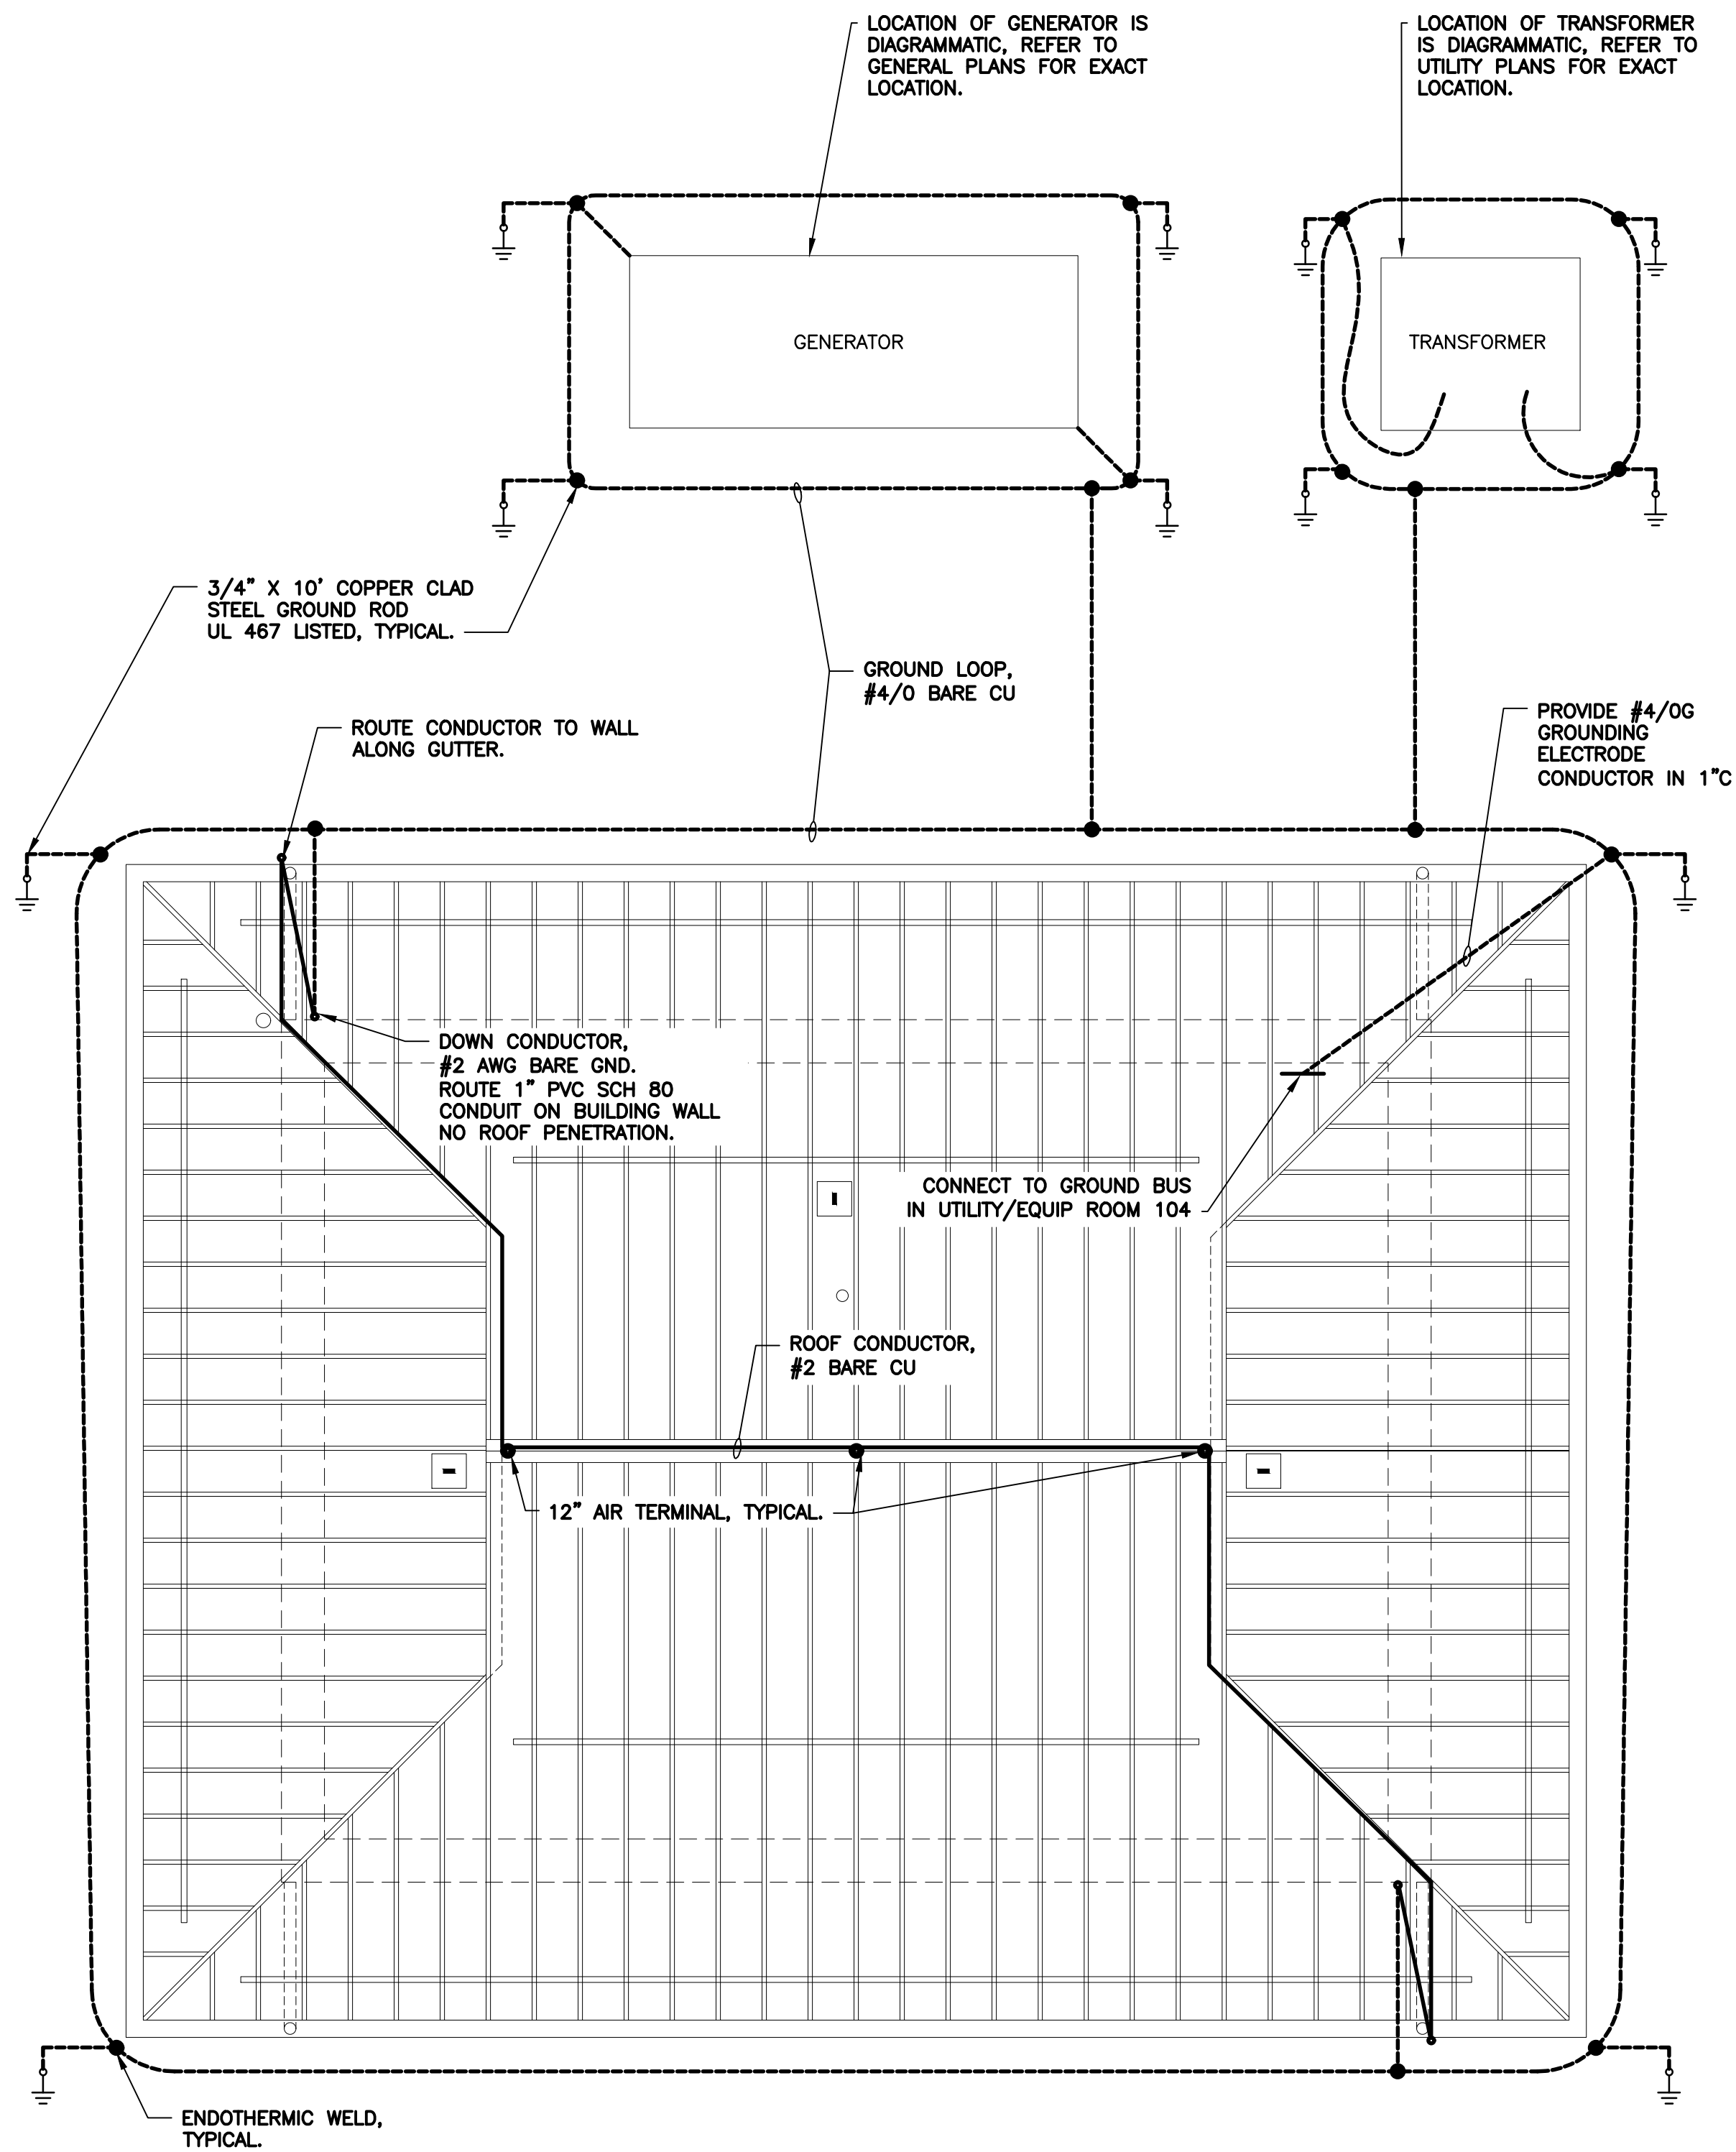 LOCATION OF GENERATOR IS
DIAGRAMMATIC, REFER TO
GENERAL PLANS FOR EXACT
LOCATION.
LOCATION OF TRANSFORMER
IS DIAGRAMMATIC, REFER TO
UTILITY PLANS FOR EXACT
LOCATION.
GENERATOR
TRANSFORMER
3/4" X 10' COPPER CLAD
STEEL GROUND ROD
UL 467 LISTED, TYPICAL.
GROUND LOOP,
#4/0 BARE CU
ROUTE CONDUCTOR TO WALL
ALONG GUTTER.
PROVIDE #4/0G
GROUNDING
ELECTRODE
CONDUCTOR IN 1"C
DOWN CONDUCTOR,
#2 AWG BARE GND.
ROUTE 1" PVC SCH 80
CONDUIT ON BUILDING WALL
NO ROOF PENETRATION.
CONNECT TO GROUND BUS
IN UTILITY/EQUIP ROOM 104
ROOF CONDUCTOR,
#2 BARE CU
12" AIR TERMINAL, TYPICAL.
ENDOTHERMIC WELD,
TYPICAL.